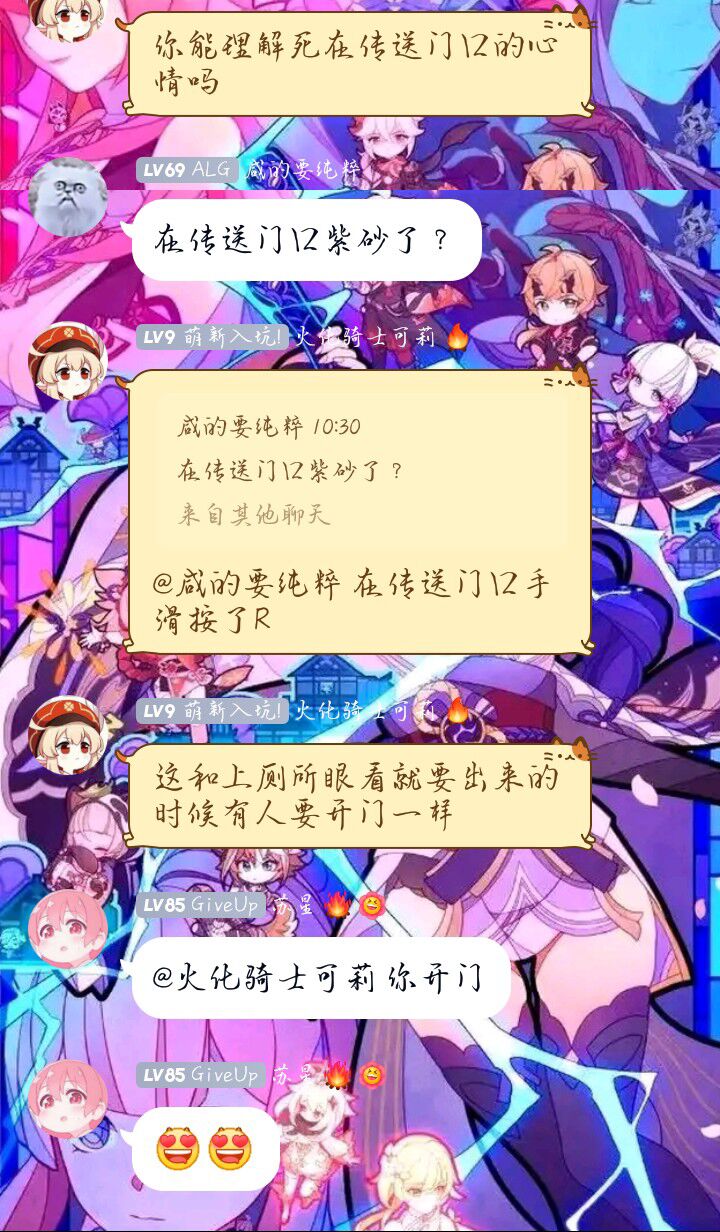 你能理解死在传送门口的心
情吗
LV69 ALG 咸的要纯粹
在传送门口紫砂了？
LV9 萌新入坑! 火化骑士可莉🔥
咸的要纯粹 10:30
在传送门口紫砂了？
来自其他聊天
@咸的要纯粹 在传送门口手
滑按了R
LV9 萌新入坑! 火化骑士可莉🔥
这和上厕所眼看就要出来的
时候有人要开门一样
LV85 GiveUp 苏星🔥😆
@火化骑士可莉 你开门
LV85 GiveUp 苏星🔥😆
😍😍